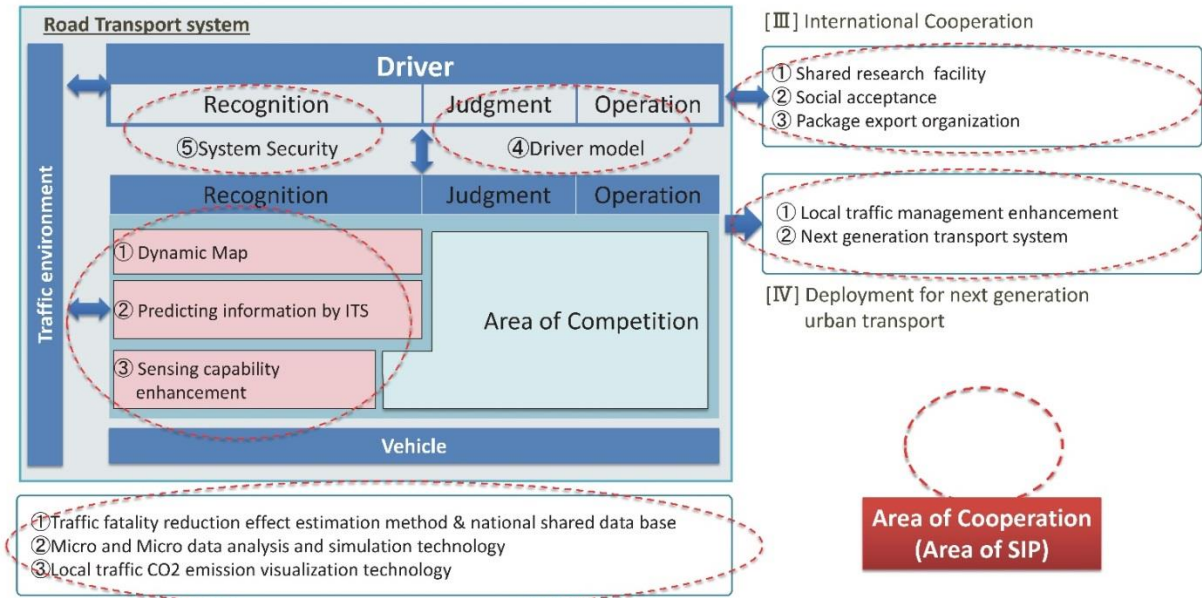 Road Transport system
Traffic environment
Driver
Recognition
Judgment
Operation
⑤System Security
④Driver model
Recognition
Judgment
Operation
① Dynamic Map
② Predicting information by ITS
③ Sensing capability
enhancement
Area of Competition
Vehicle
[Ⅲ] International Cooperation
① Shared research facility
② Social acceptance
③ Package export organization
① Local traffic management enhancement
② Next generation transport system
[Ⅳ] Deployment for next generation
urban transport
①Traffic fatality reduction effect estimation method & national shared data base
②Micro and Micro data analysis and simulation technology
③Local traffic CO2 emission visualization technology
Area of Cooperation
(Area of SIP)